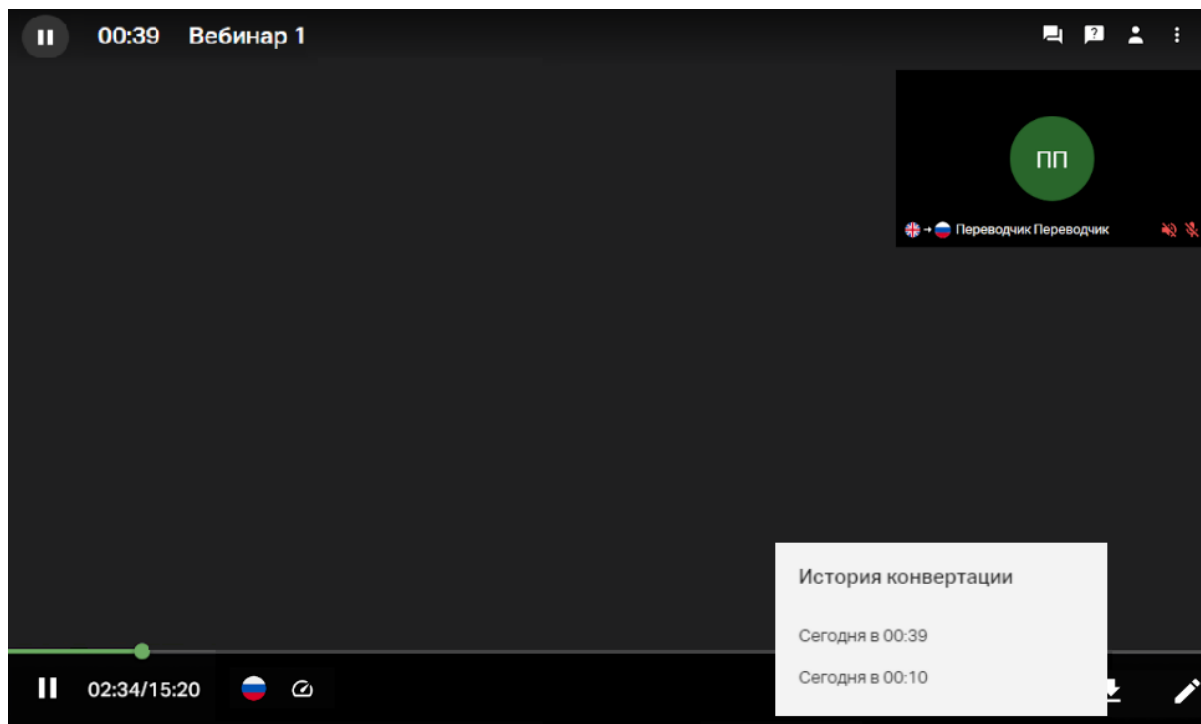 00:39 Вебинар 1
?
ПП
Переводчик Переводчик
История конвертации
Сегодня в 00:39
Сегодня в 00:10
02:34/15:20